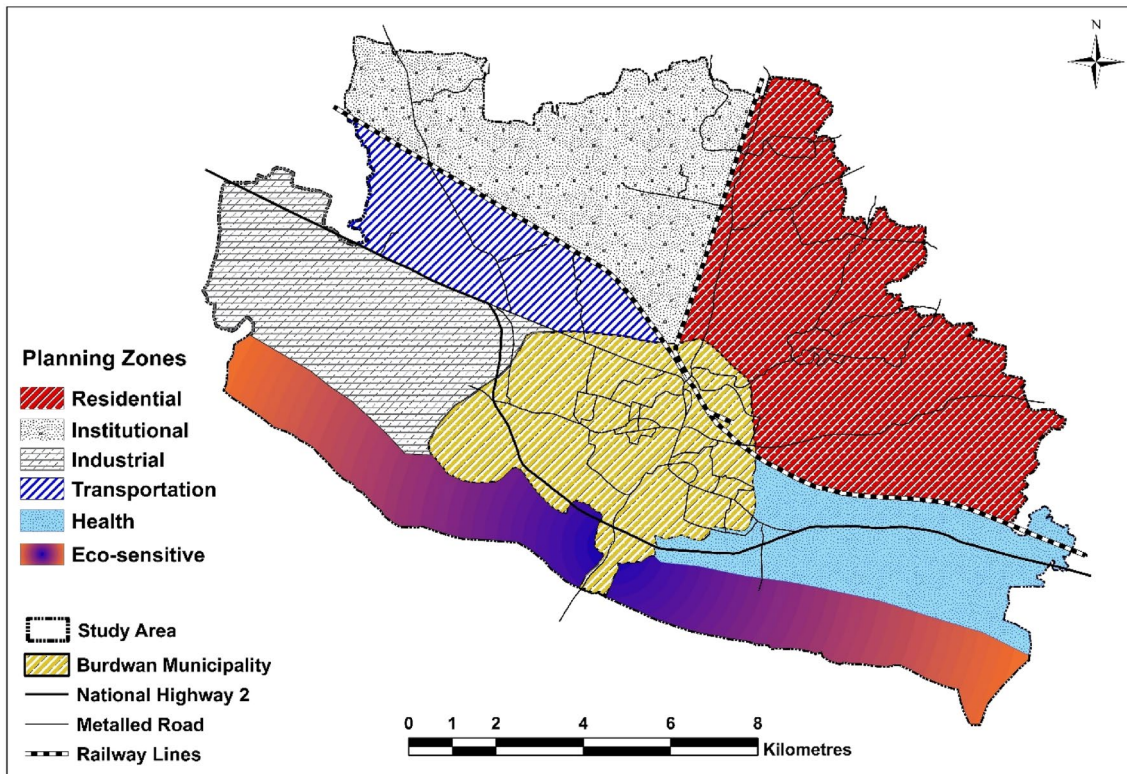 N
Planning Zones
Residential
Institutional
Industrial
Transportation
Health
Eco-sensitive
Study Area
Burdwan Municipality
National Highway 2
Metalled Road
Railway Lines
0 1 2 4 6 8
Kilometres